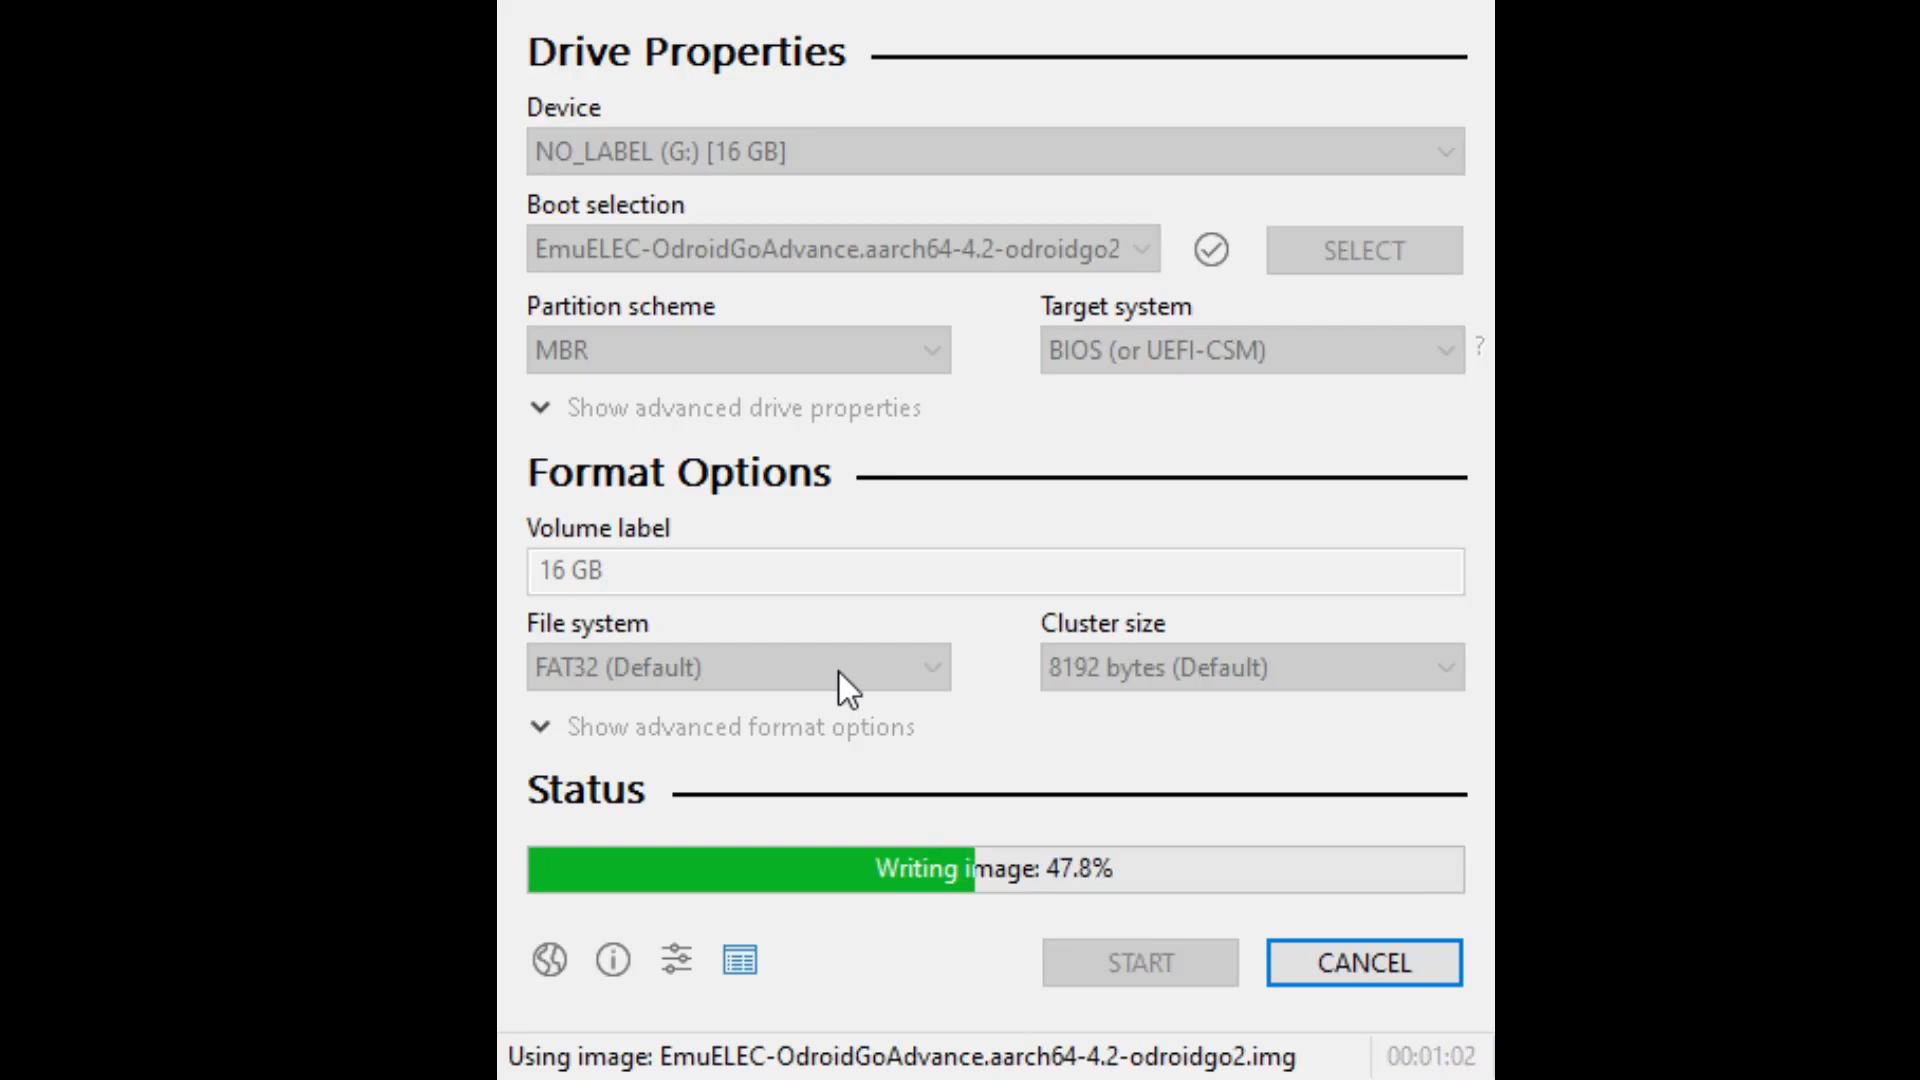 Drive Properties
Device
NO_LABEL (G:) [16 GB]
Boot selection
EmuELEC-OdroidGoAdvance.aarch64-4.2-odroidgo2
SELECT
Partition scheme
Target system
MBR
BIOS (or UEFI-CSM)
?
Show advanced drive properties
Format Options
Volume label
16 GB
File system
Cluster size
FAT32 (Default)
8192 bytes (Default)
Show advanced format options
Status
Writing image: 47.8%
START
CANCEL
Using image: EmuELEC-OdroidGoAdvance.aarch64-4.2-odroidgo2.img
00:01:02